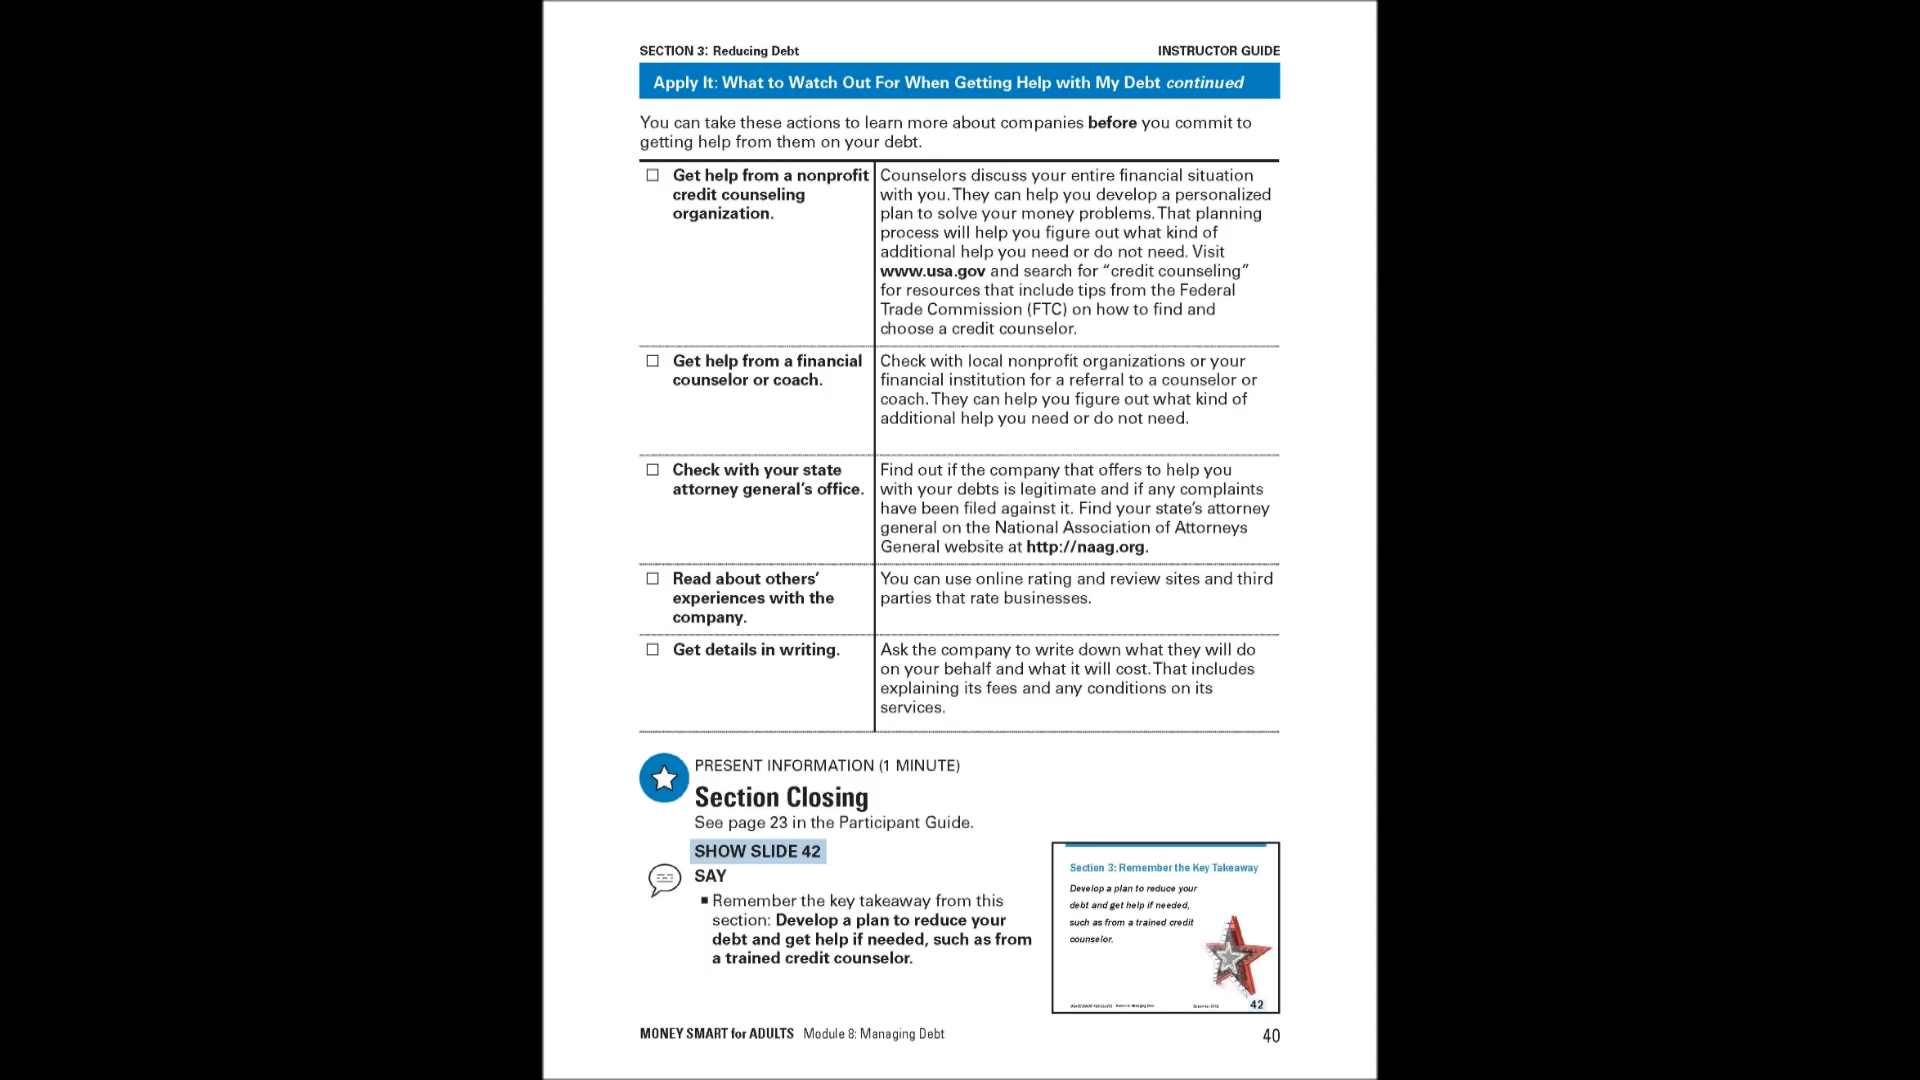 SECTION 3: Reducing Debt
INSTRUCTOR GUIDE
Apply It: What to Watch Out For When Getting Help with My Debt continued
You can take these actions to learn more about companies before you commit to
getting help from them on your debt.
☐ Get help from a nonprofit
credit counseling
organization.
Counselors discuss your entire financial situation
with you. They can help you develop a personalized
plan to solve your money problems. That planning
process will help you figure out what kind of
additional help you need or do not need. Visit
www.usa.gov and search for “credit counseling”
for resources that include tips from the Federal
Trade Commission (FTC) on how to find and
choose a credit counselor.
☐ Get help from a financial
counselor or coach.
Check with local nonprofit organizations or your
financial institution for a referral to a counselor or
coach. They can help you figure out what kind of
additional help you need or do not need.
☐ Check with your state
attorney general’s office.
Find out if the company that offers to help you
with your debts is legitimate and if any complaints
have been filed against it. Find your state’s attorney
general on the National Association of Attorneys
General website at http://naag.org.
☐ Read about others’
experiences with the
company.
You can use online rating and review sites and third
parties that rate businesses.
☐ Get details in writing.
Ask the company to write down what they will do
on your behalf and what it will cost. That includes
explaining its fees and any conditions on its
services.
PRESENT INFORMATION (1 MINUTE)
Section Closing
See page 23 in the Participant Guide.
SHOW SLIDE 42
SAY
▪ Remember the key takeaway from this
section: Develop a plan to reduce your
debt and get help if needed, such as from
a trained credit counselor.
Section 3: Remember the Key Takeaway
Develop a plan to reduce your
debt and get help if needed,
such as from a trained credit
counselor.
42
MONEY SMART for ADULTS Module 8: Managing Debt
40